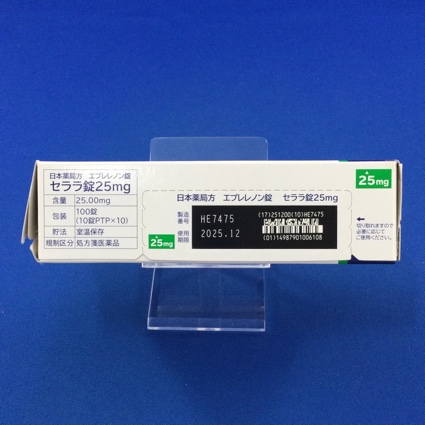 日本薬局方　エプレレノン錠
セララ錠25mg
含量　25.00mg
包装　100錠
(10錠PTP×10)
貯法　室温保存
規制区分　処方箋医薬品
日本薬局方　エプレレノン錠　セララ錠25mg
製造番号　HE7475
使用期限　2025.12
(17)251200(10)HE7475
(01)14987901006108
25mg
25mg
←
切り取れますので
必要に応じて
ご使用ください。